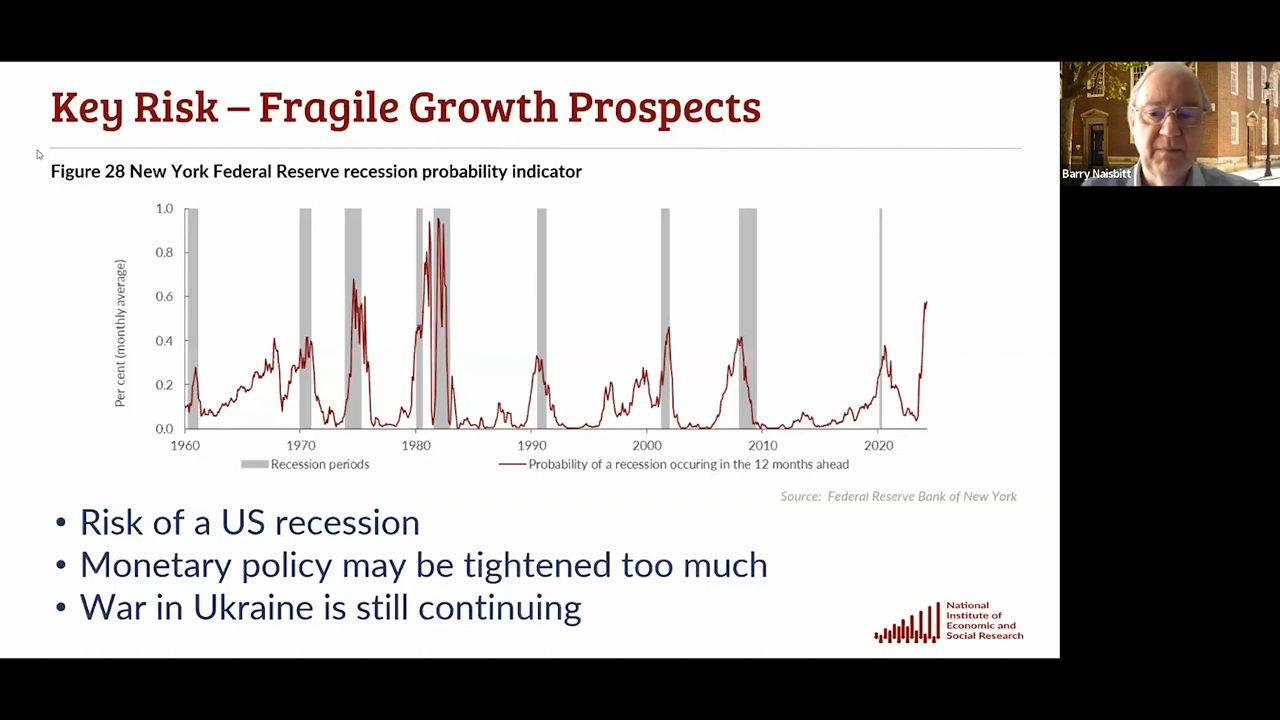 Key Risk – Fragile Growth Prospects
Barry Naisbitt
Figure 28 New York Federal Reserve recession probability indicator
Per cent (monthly average)
1.0
0.8
0.6
0.4
0.2
0.0
1960 1970 1980 1990 2000 2010 2020
Recession periods Probability of a recession occuring in the 12 months ahead
Source: Federal Reserve Bank of New York
• Risk of a US recession
• Monetary policy may be tightened too much
• War in Ukraine is still continuing
National
Institute of
Economic and
Social Research